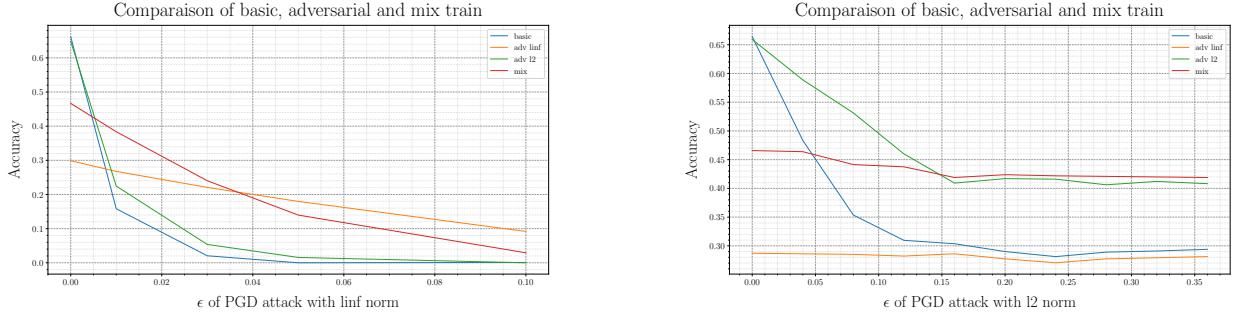 Comparaison of basic, adversarial and mix train
basic
adv linf
adv l2
mix
0.6
0.5
0.4
0.3
0.2
0.1
0.0
Accuracy
0.00
0.02
0.04
0.06
0.08
0.10
ϵ of PGD attack with linf norm
Comparaison of basic, adversarial and mix train
basic
adv linf
adv l2
mix
0.65
0.60
0.55
0.50
0.45
0.40
0.35
0.30
Accuracy
0.00
0.05
0.10
0.15
0.20
0.25
0.30
0.35
ϵ of PGD attack with l2 norm